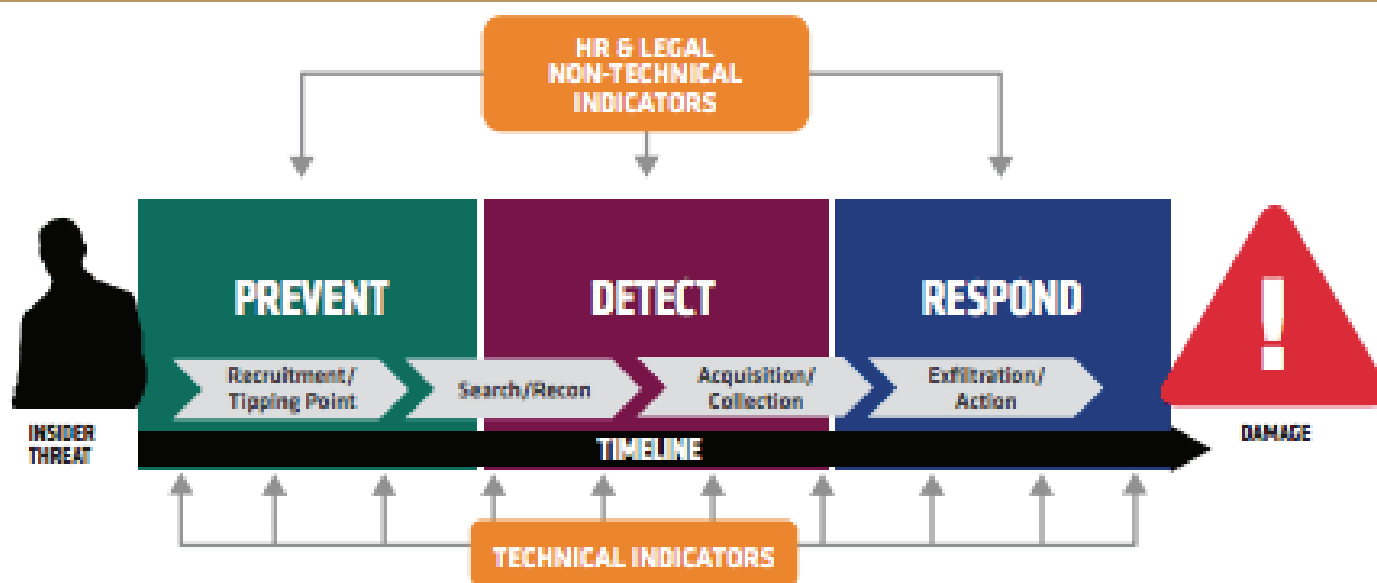 HR & LEGAL
NON-TECHNICAL
INDICATORS
PREVENT
DETECT
RESPOND
!
Recruitment/
Tipping Point
Search/Recon
Acquisition/
Collection
Exfiltration/
Action
INSIDER
THREAT
TIMELINE
DAMAGE
TECHNICAL INDICATORS